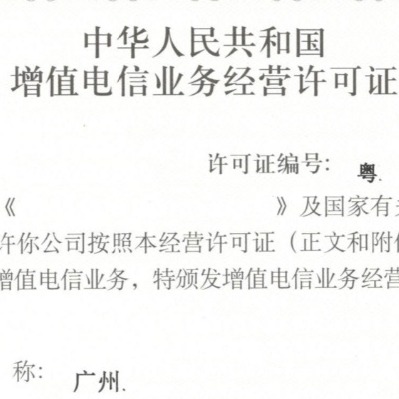 中华人民共和国
增值电信业务经营许可证
许可证编号: 粤.
《 》及国家有
许你公司按照本经营许可证（正文和附
增值电信业务，特颁发增值电信业务经营
称: 广州.